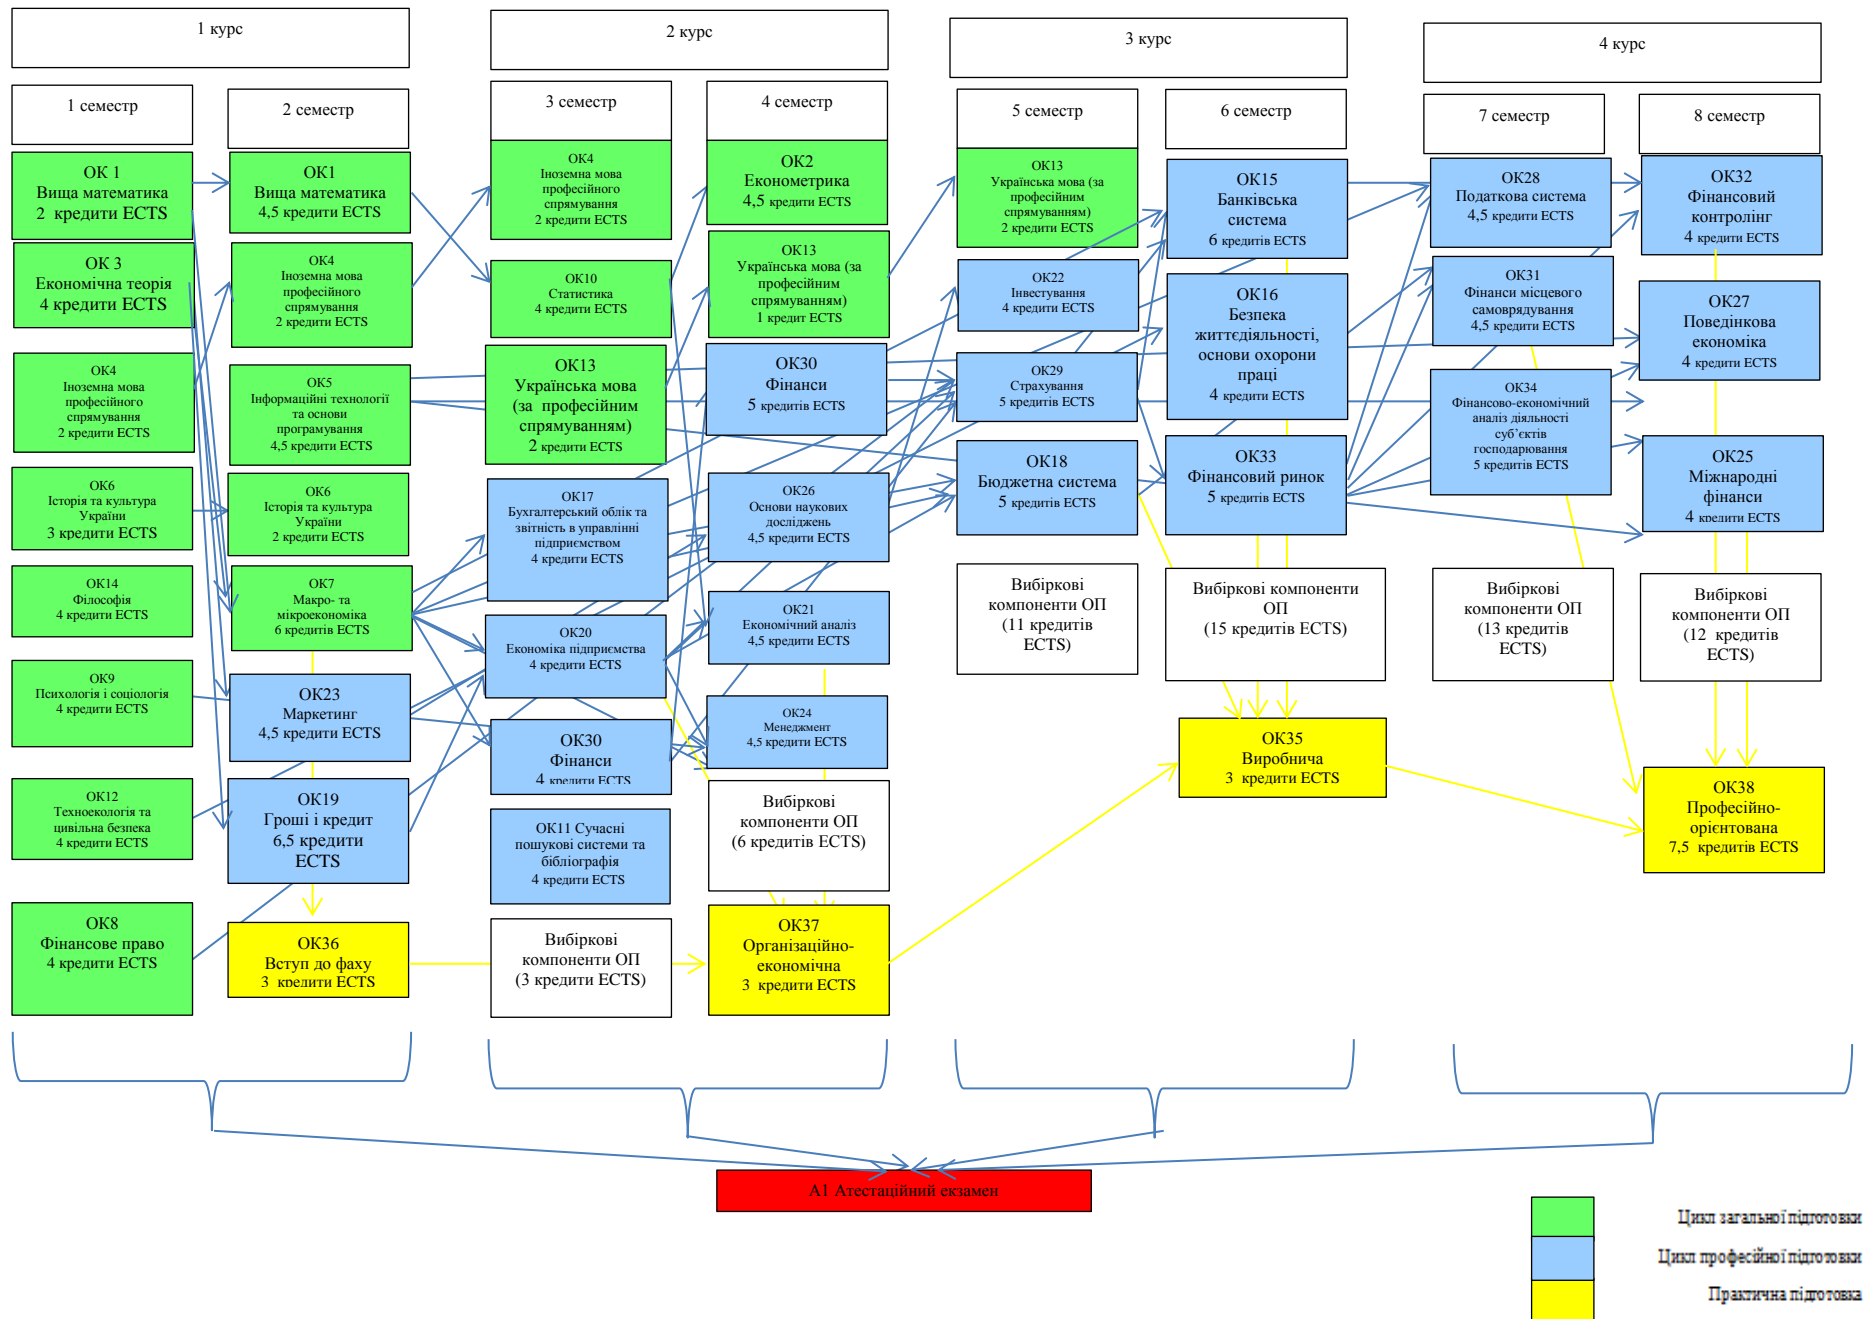 1 курс
2 курс
3 курс
4 курс
1 семестр
2 семестр
3 семестр
4 семестр
5 семестр
6 семестр
7 семестр
8 семестр
ОК 1
Вища математика
2 кредити ECTS
ОК 3
Економічна теорія
4 кредити ECTS
ОК4
Іноземна мова
професійного
спрямування
2 кредити ECTS
ОК6
Історія та культура
України
3 кредити ECTS
ОК14
Філософія
4 кредити ECTS
ОК9
Психологія і соціологія
4 кредити ECTS
ОК12
Техноекологія та
цивільна безпека
4 кредити ECTS
ОК8
Фінансове право
4 кредити ECTS
ОК1
Вища математика
4,5 кредити ECTS
ОК4
Іноземна мова
професійного
спрямування
2 кредити ECTS
ОК5
Інформаційні технології
та основи
програмування
4,5 кредити ECTS
ОК6
Історія та культура
України
2 кредити ECTS
ОК7
Макро- та
мікроекономіка
6 кредитів ECTS
ОК23
Маркетинг
4,5 кредити ECTS
ОК19
Гроші і кредит
6,5 кредити
ECTS
ОК36
Вступ до фаху
3 кредити ECTS
ОК4
Іноземна мова
професійного
спрямування
2 кредити ECTS
ОК10
Статистика
4 кредити ECTS
ОК13
Українська мова
(за професійним
спрямуванням)
2 кредити ECTS
ОК17
Бухгалтерський облік та
звітність в управлінні
підприємством
4 кредити ECTS
ОК20
Економіка підприємства
4 кредити ECTS
ОК30
Фінанси
4 кредити ECTS
ОК11 Сучасні
пошукові системи та
бібліографія
4 кредити ECTS
Вибіркові
компоненти ОП
(3 кредити ECTS)
ОК2
Економетрика
4,5 кредити ECTS
ОК13
Українська мова (за
професійним
спрямуванням)
1 кредит ECTS
ОК30
Фінанси
5 кредитів ECTS
ОК26
Основи наукових
досліджень
4,5 кредити ECTS
ОК21
Економічний аналіз
4,5 кредити ECTS
ОК24
Менеджмент
4,5 кредити ECTS
Вибіркові
компоненти ОП
(6 кредитів ECTS)
ОК37
Організаційно-
економічна
3 кредити ECTS
ОК13
Українська мова (за
професійним
спрямуванням)
2 кредити ECTS
ОК22
Інвестування
4 кредити ECTS
ОК29
Страхування
5 кредитів ECTS
ОК18
Бюджетна система
5 кредитів ECTS
Вибіркові
компоненти ОП
(11 кредитів
ECTS)
ОК15
Банківська
система
6 кредитів ECTS
ОК16
Безпека
життєдіяльності,
основи охорони
праці
4 кредити ECTS
ОК33
Фінансовий ринок
5 кредитів ECTS
Вибіркові компоненти
ОП
(15 кредитів ECTS)
ОК35
Виробнича
3 кредити ECTS
ОК28
Податкова система
4,5 кредити ECTS
ОК31
Фінанси місцевого
самоврядування
4,5 кредити ECTS
ОК34
Фінансово-економічний
аналіз діяльності
суб’єктів
господарювання
5 кредитів ECTS
Вибіркові
компоненти ОП
(13 кредитів
ECTS)
ОК32
Фінансовий
контролінг
4 кредити ECTS
ОК27
Поведінкова
економіка
4 кредити ECTS
ОК25
Міжнародні
фінанси
4 кредити ECTS
Вибіркові
компоненти ОП
(12 кредитів
ECTS)
ОК38
Професійно-
орієнтована
7,5 кредитів ECTS
А1 Атестаційний екзамен
Цикл загальної підготовки
Цикл професійної підготовки
Практична підготовка